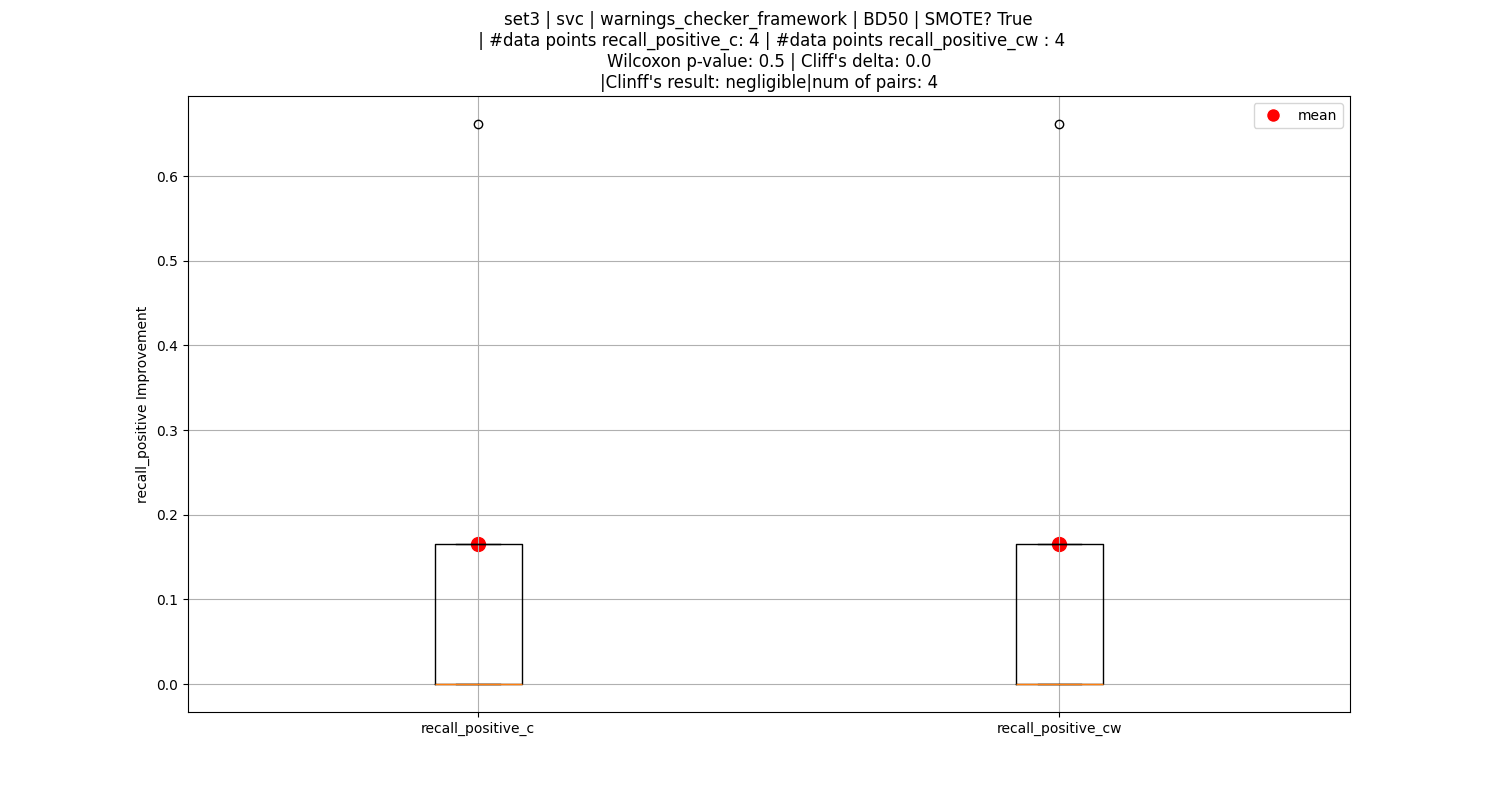 set3 | svc | warnings_checker_framework | BD50 | SMOTE? True
| #data points recall_positive_c: 4 | #data points recall_positive_cw : 4
Wilcoxon p-value: 0.5 | Cliff's delta: 0.0
|Clinff's result: negligible|num of pairs: 4
mean
0.6
0.5
0.4
0.3
0.2
0.1
0.0
recall_positive Improvement
recall_positive_c
recall_positive_cw